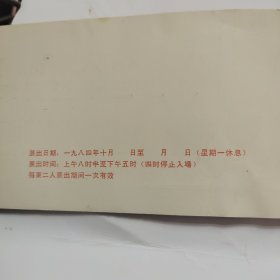 展出日期:一九八四年十月 日至 月 日(星期一休息)
展出时间:上午八时半至下午五时(四时停止入场)
每柬二人展出期间一次有效